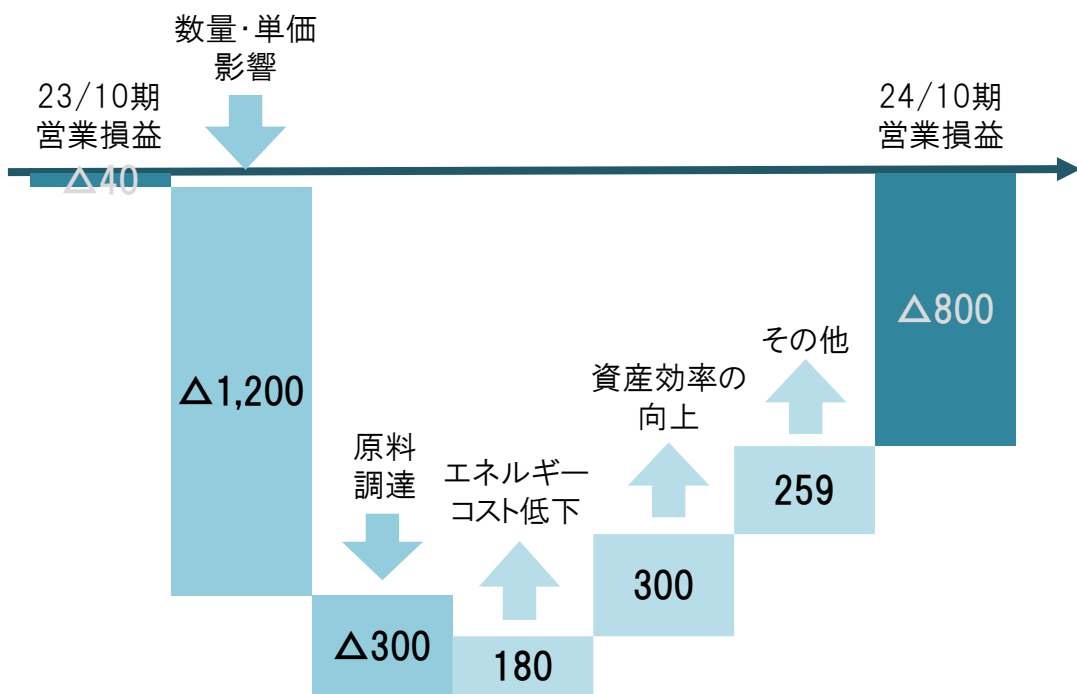 数量・単価
影響
23/10期
営業損益
24/10期
営業損益
△40
△1,200
△800
その他
資産効率の
向上
原料
調達
エネルギー
コスト低下
259
300
△300
180